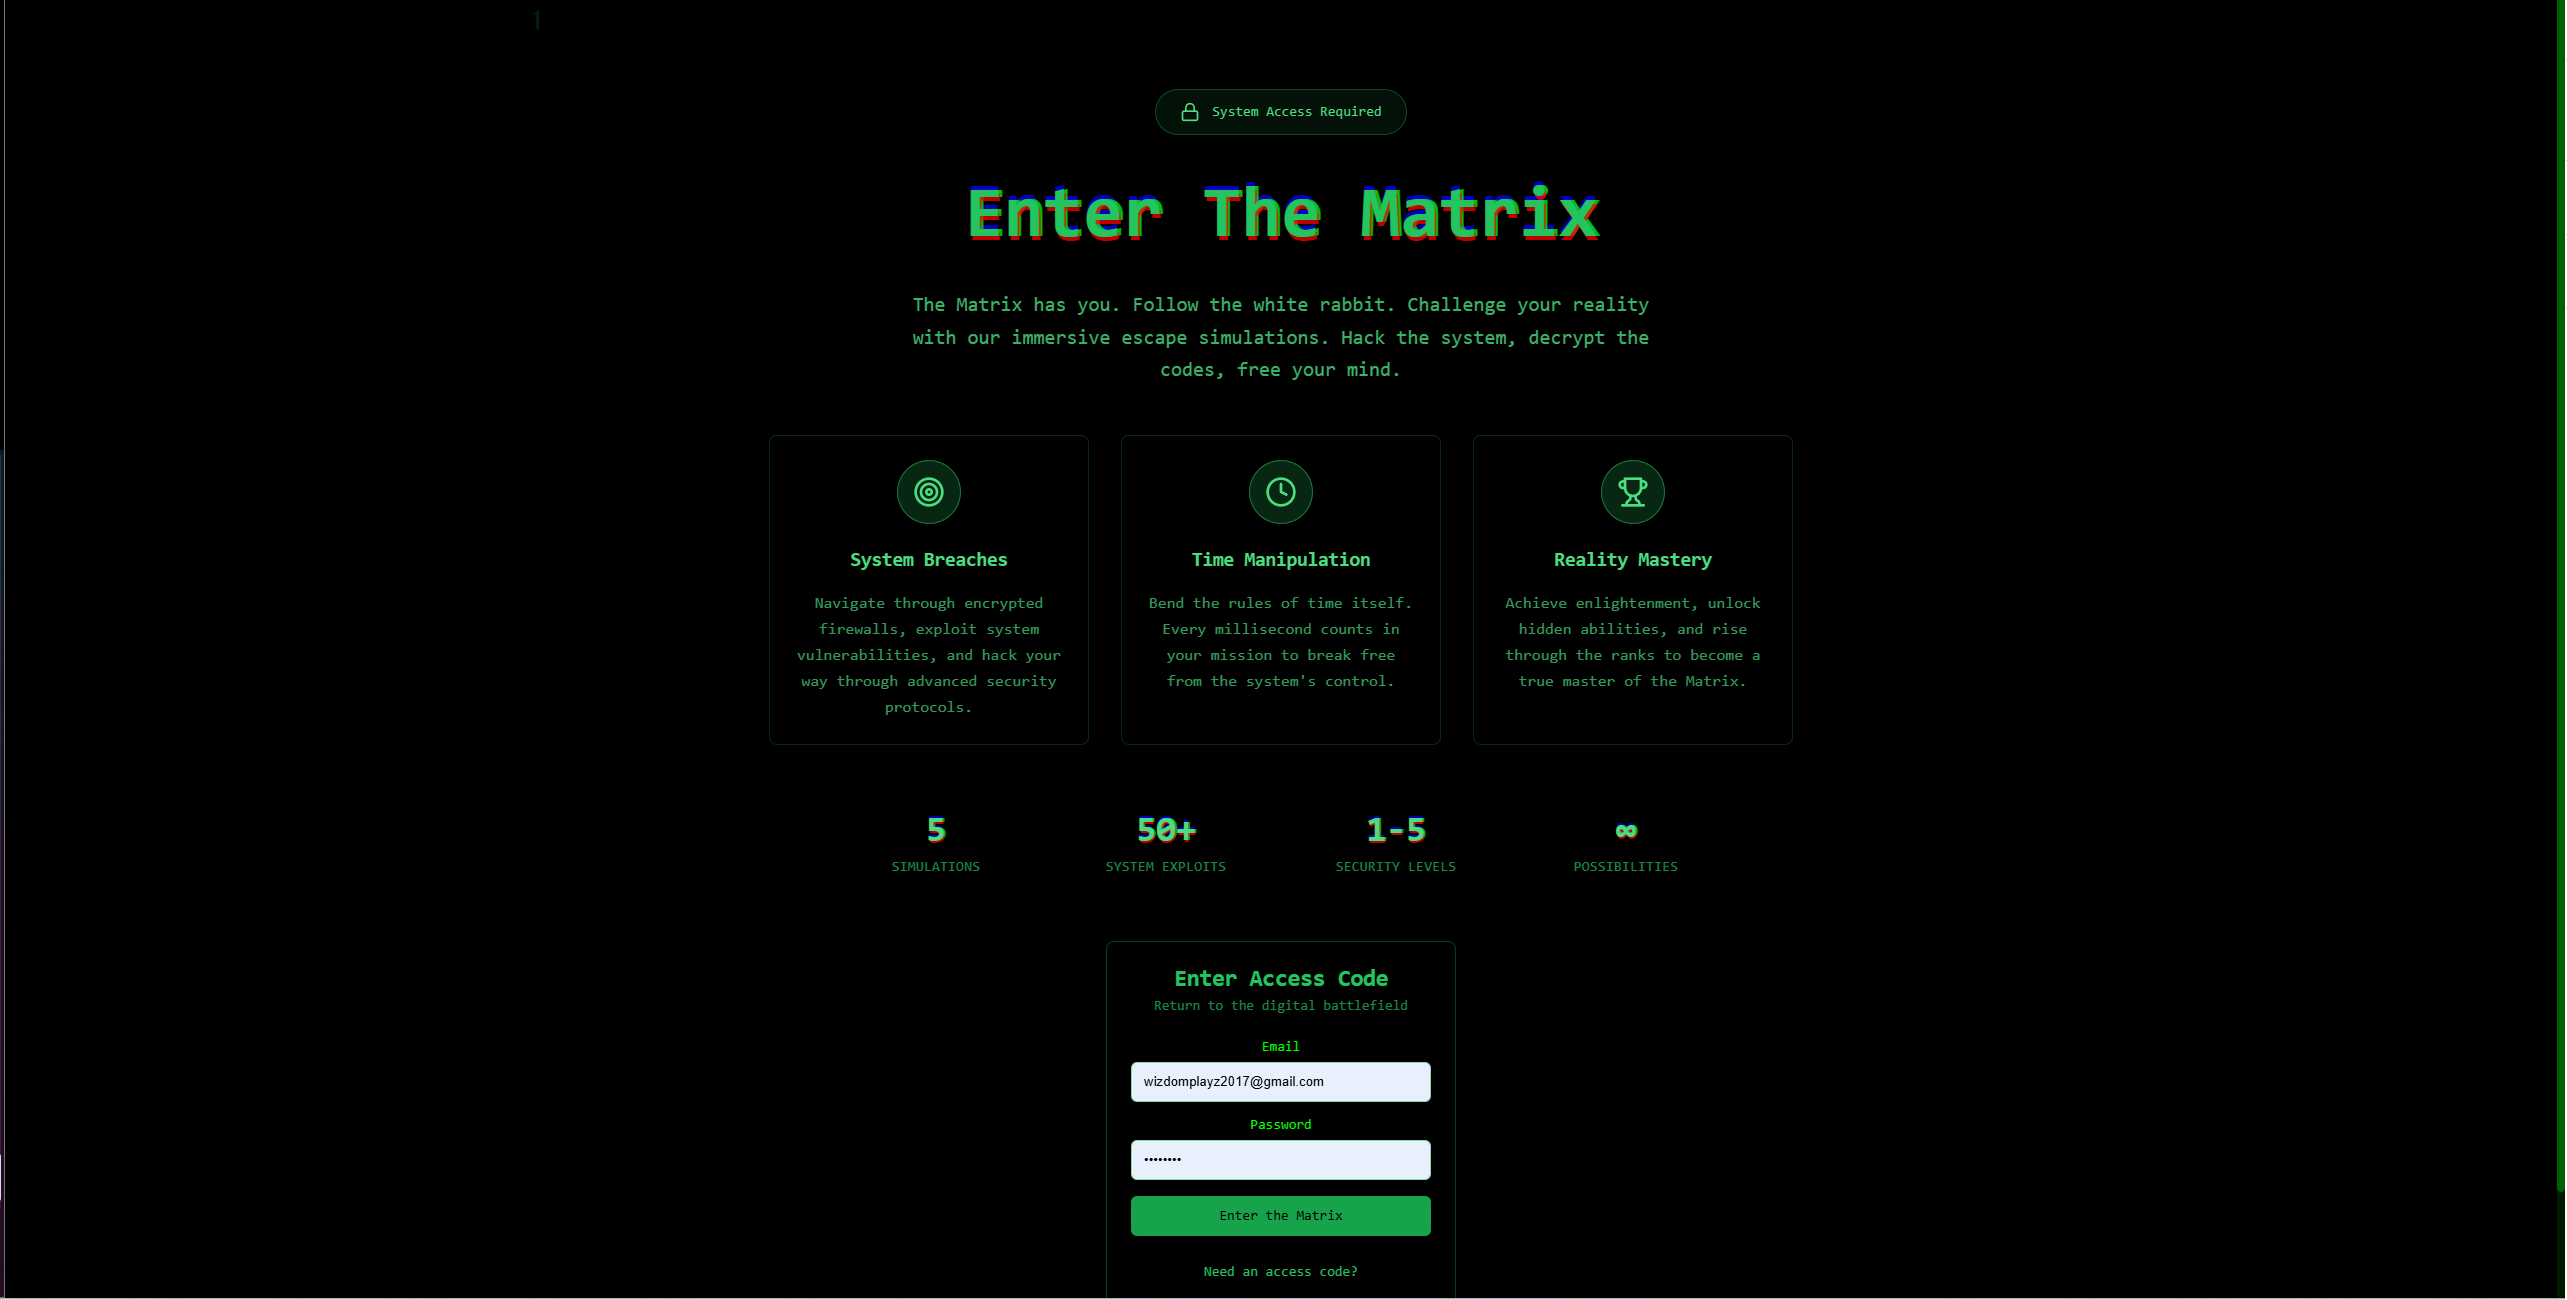 1
System Access Required
Enter The Matrix
The Matrix has you. Follow the white rabbit. Challenge your reality
with our immersive escape simulations. Hack the system, decrypt the
codes, free your mind.
System Breaches
Navigate through encrypted
firewalls, exploit system
vulnerabilities, and hack your
way through advanced security
protocols.
Time Manipulation
Bend the rules of time itself.
Every millisecond counts in
your mission to break free
from the system's control.
Reality Mastery
Achieve enlightenment, unlock
hidden abilities, and rise
through the ranks to become a
true master of the Matrix.
5
SIMULATIONS
50+
SYSTEM EXPLOITS
1-5
SECURITY LEVELS
∞
POSSIBILITIES
Enter Access Code
Return to the digital battlefield
Email
wizdomplayz2017@gmail.com
Password
••••••••
Enter the Matrix
Need an access code?